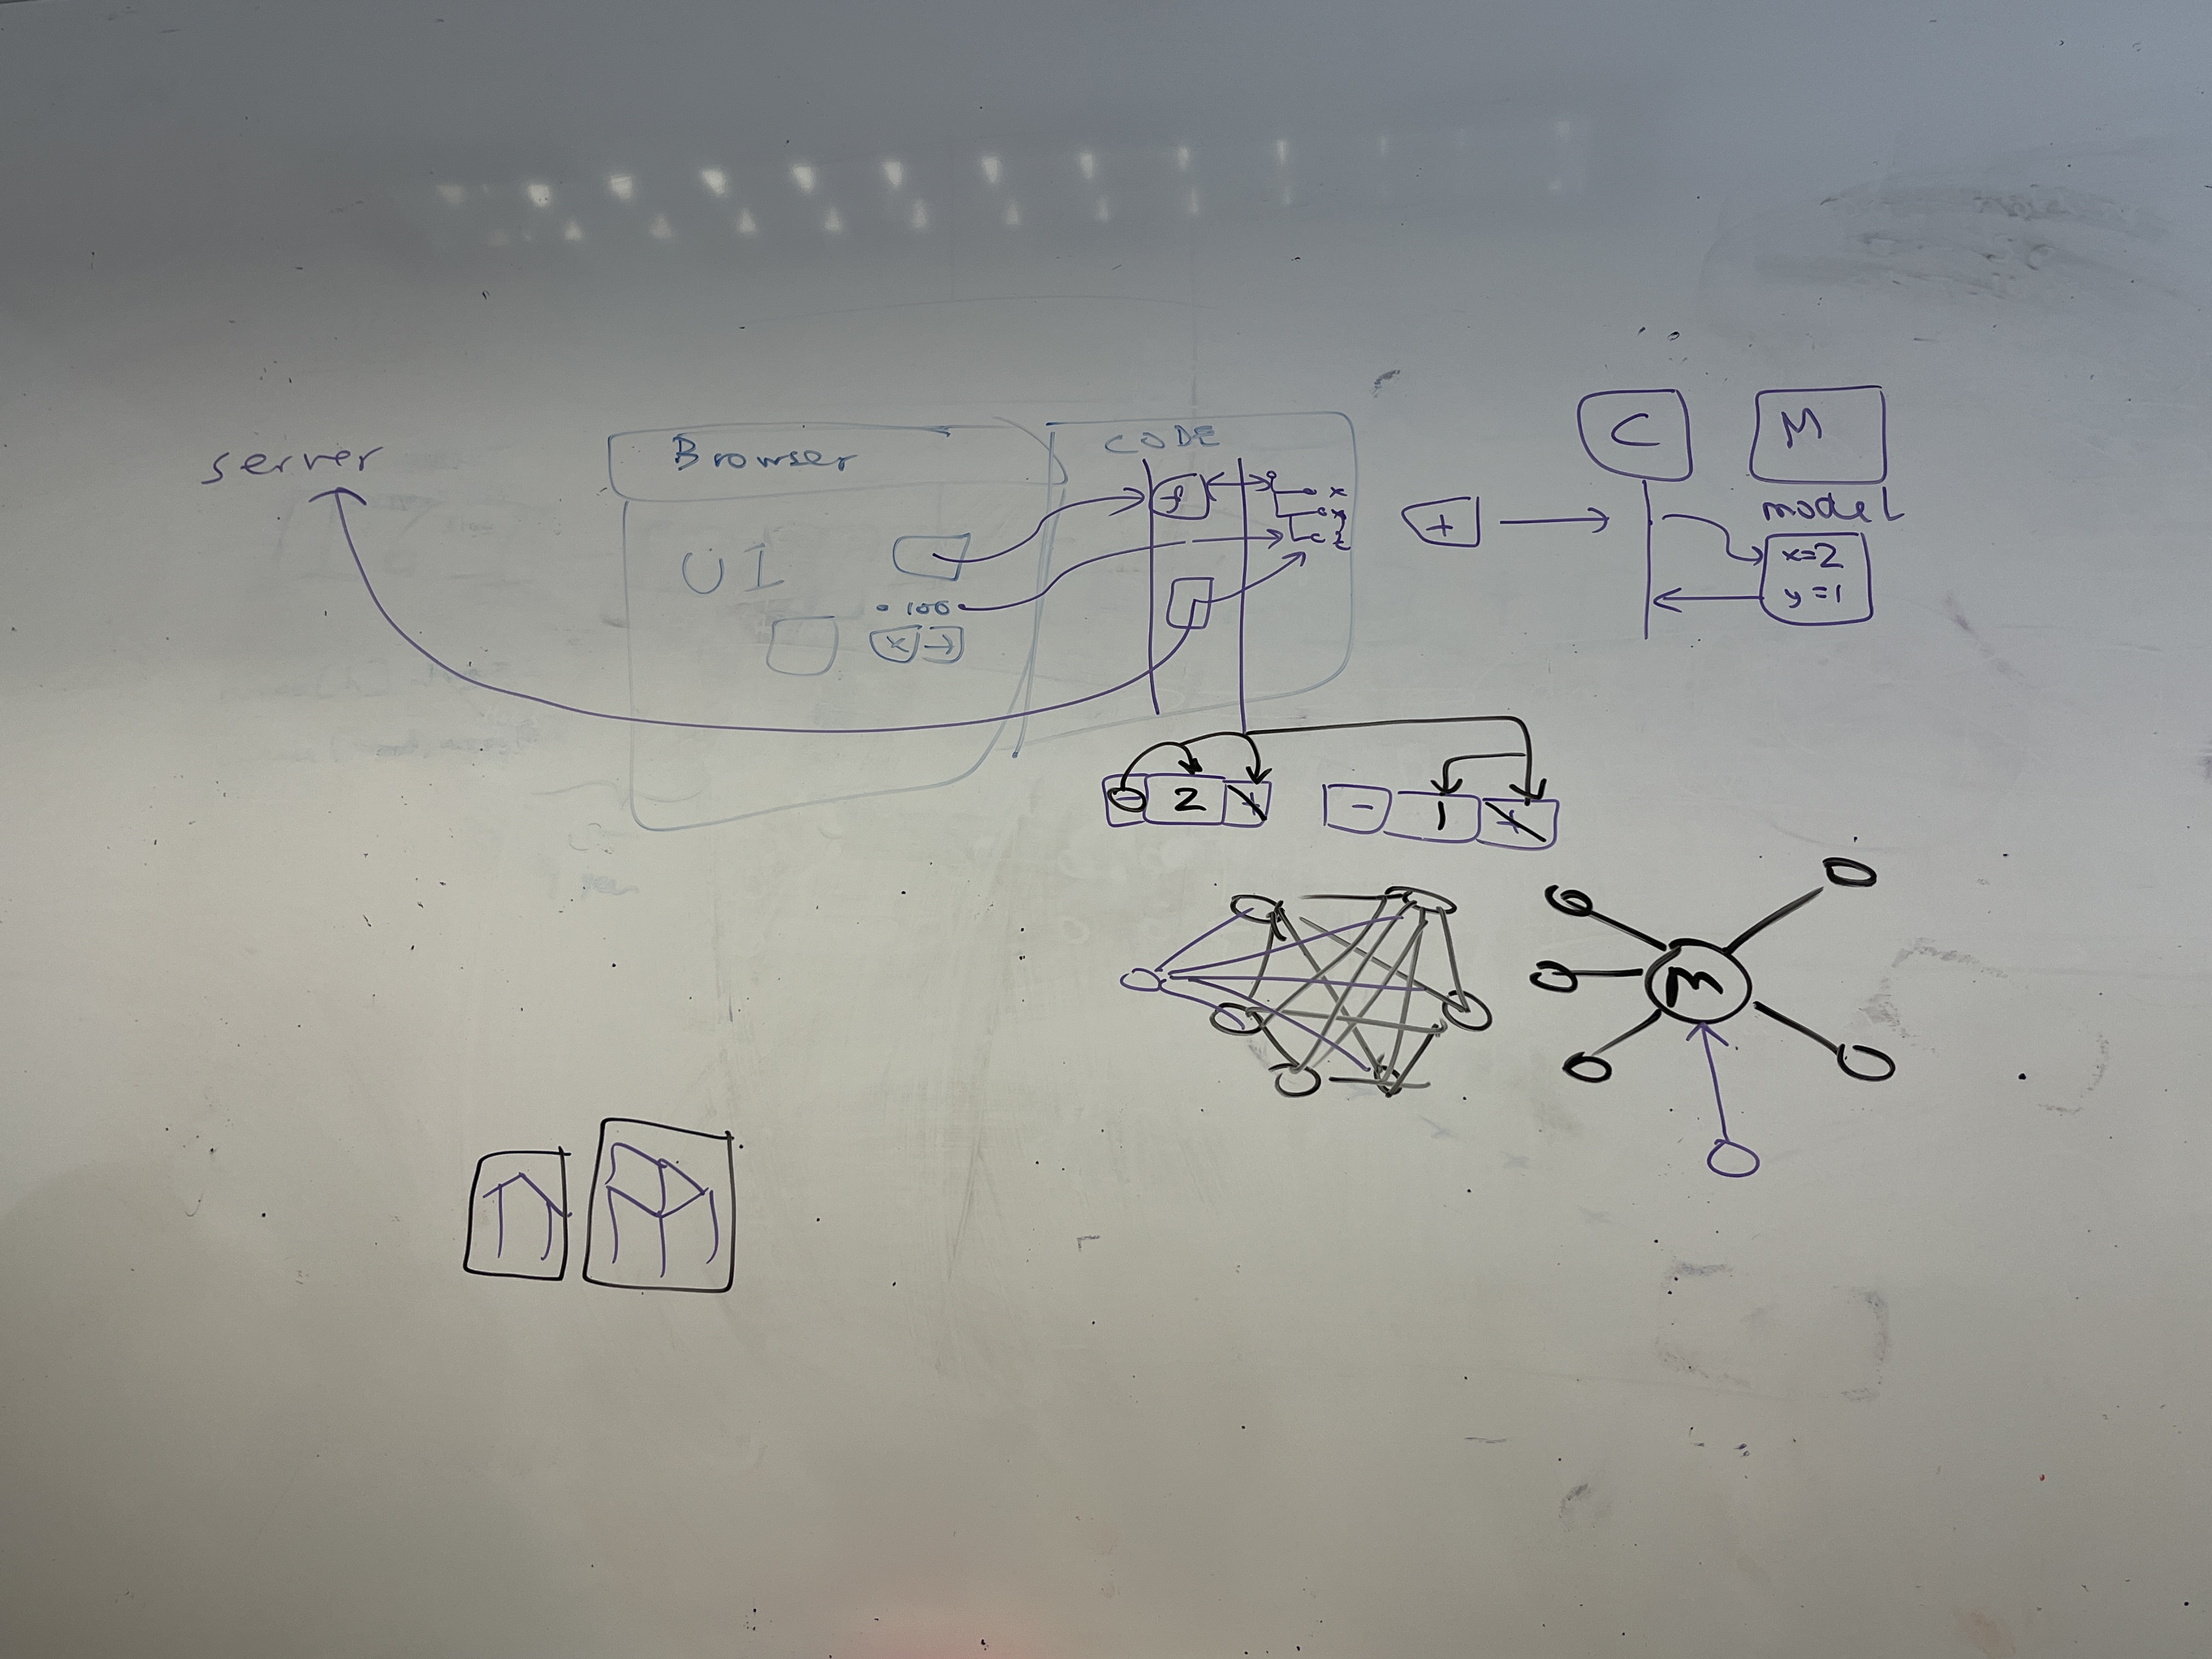 server
Browser
CODE
C
M
model
UI
f
x
+
x=2
y=1
100
x
- 2 +
- 1 +
M